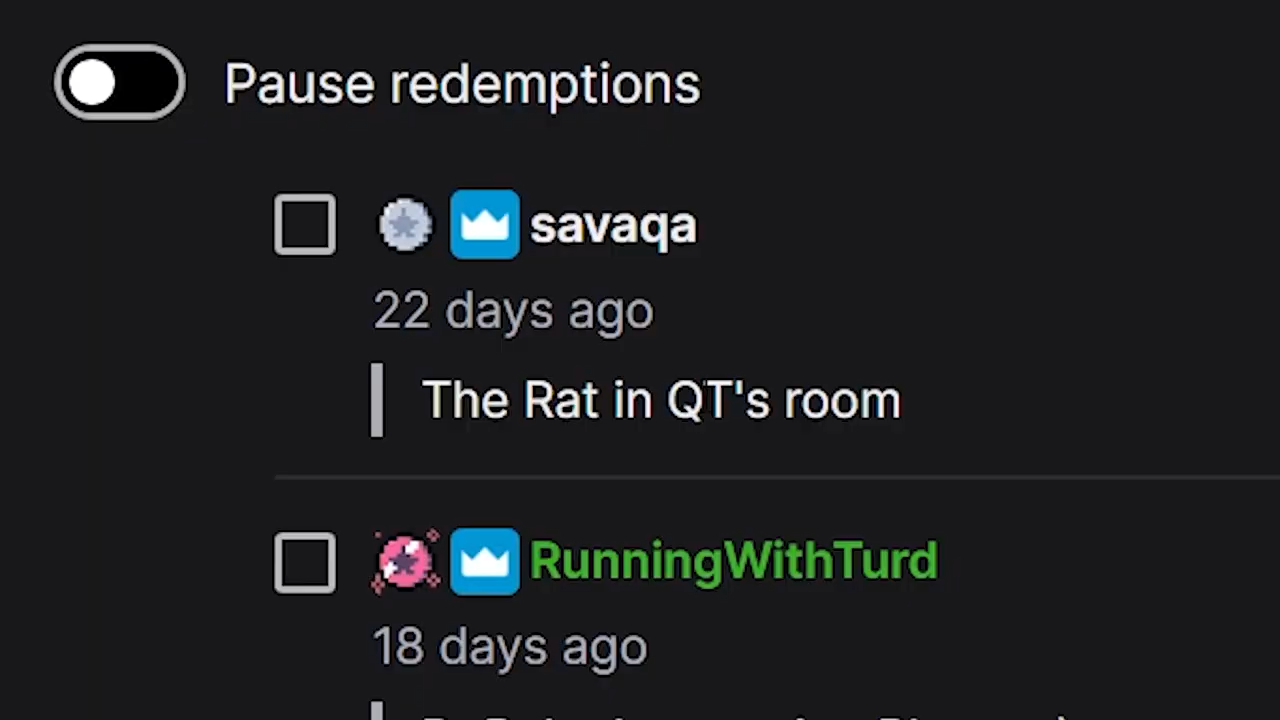 Pause redemptions
savaqa
22 days ago
The Rat in QT's room
RunningWithTurd
18 days ago